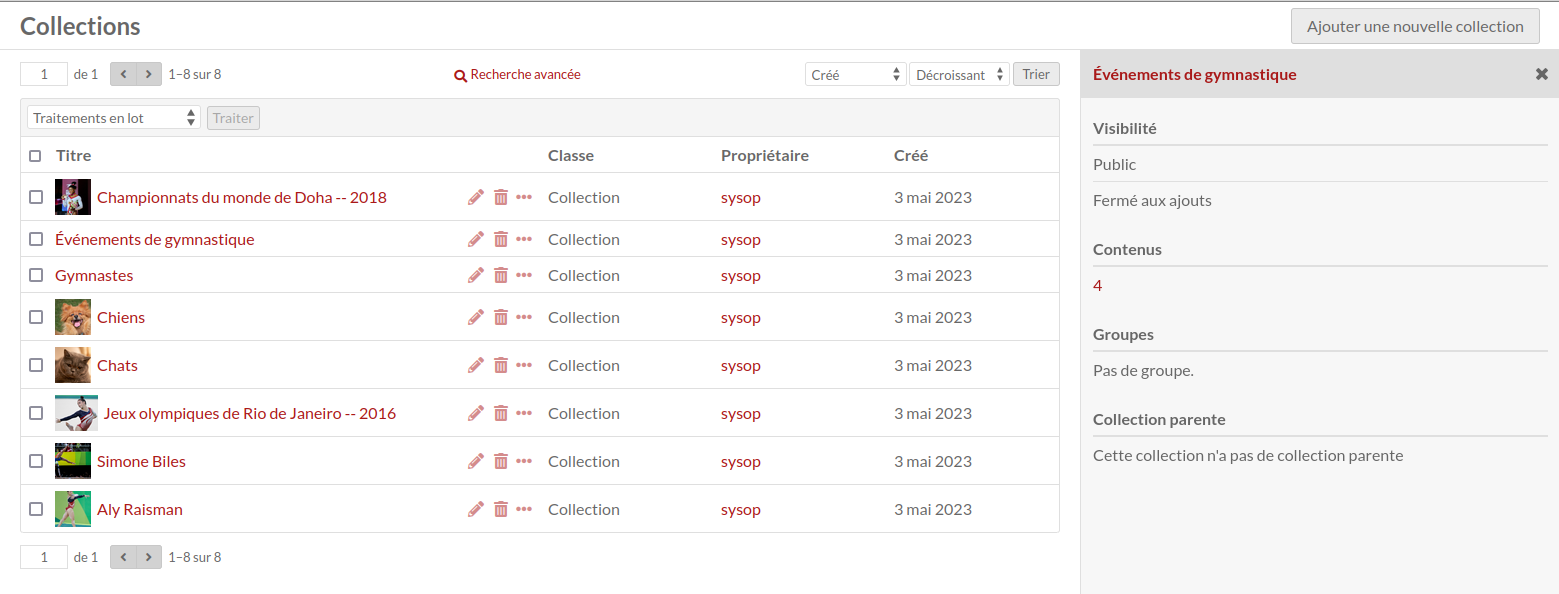 Collections
Ajouter une nouvelle collection
1 de 1 1–8 sur 8 Recherche avancée Créé Décroissant Trier
Traitements en lot Traiter
Titre Classe Propriétaire Créé
Championnats du monde de Doha -- 2018 Collection sysop 3 mai 2023
Événements de gymnastique Collection sysop 3 mai 2023
Gymnastes Collection sysop 3 mai 2023
Chiens Collection sysop 3 mai 2023
Chats Collection sysop 3 mai 2023
Jeux olympiques de Rio de Janeiro -- 2016 Collection sysop 3 mai 2023
Simone Biles Collection sysop 3 mai 2023
Aly Raisman Collection sysop 3 mai 2023
1 de 1 1–8 sur 8
Événements de gymnastique
Visibilité
Public
Fermé aux ajouts
Contenus
4
Groupes
Pas de groupe.
Collection parente
Cette collection n'a pas de collection parente